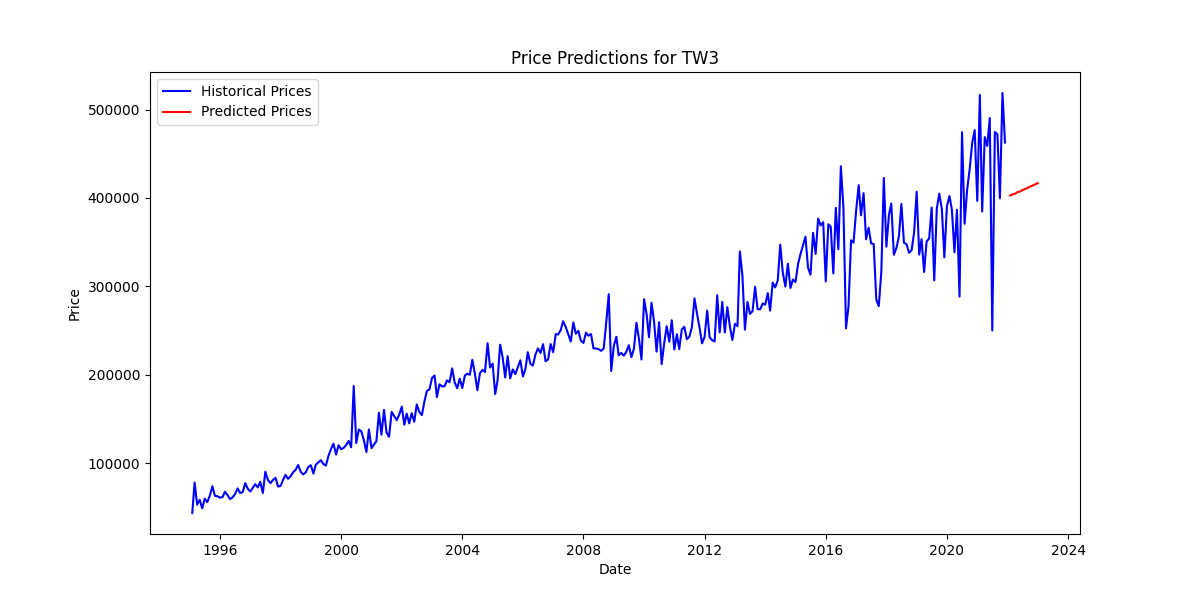 Price Predictions for TW3
Historical Prices
Predicted Prices
500000
400000
300000
200000
100000
Price
1996 2000 2004 2008 2012 2016 2020 2024
Date